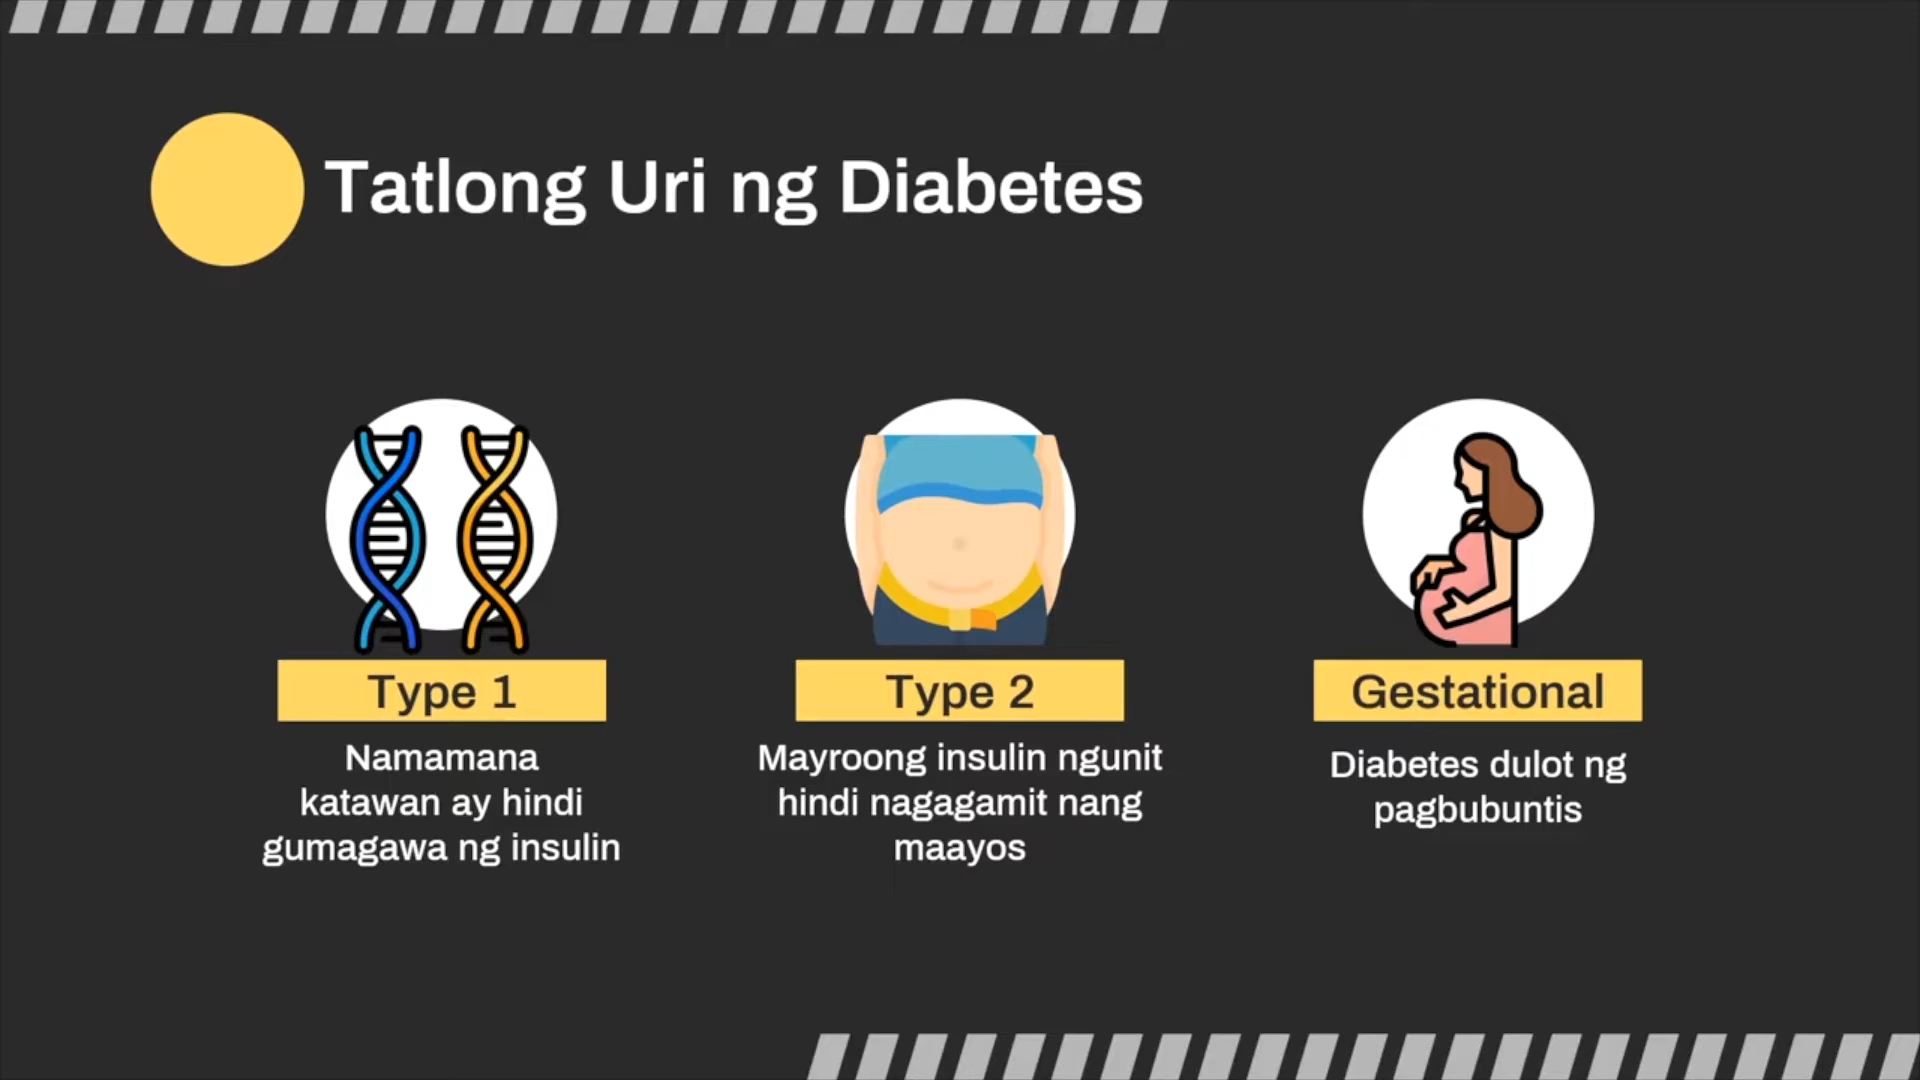 Tatlong Uri ng Diabetes
Type 1
Namamana
katawan ay hindi
gumagawa ng insulin
Type 2
Mayroong insulin ngunit
hindi nagagamit nang
maayos
Gestational
Diabetes dulot ng
pagbubuntis